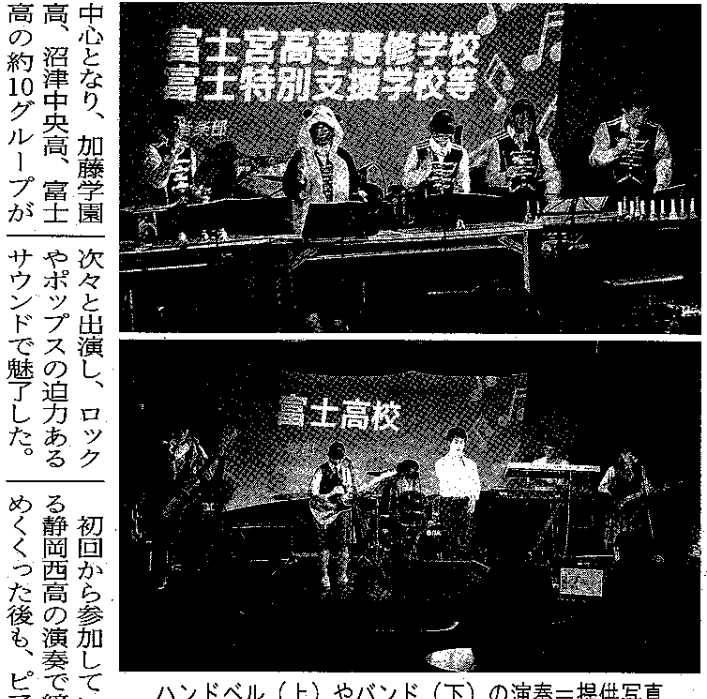 中心となり、加藤学園
高、沼津中央高、富士
高の約10グループが
次々と出演し、ロック
やポップスの迫力ある
サウンドで魅了した。
初回から参加して
る静岡西高の演奏で
めくくった後も、ピ
富士宮高等専修学校
富士特別支援学校等
音楽部
富士高校
ハンドベル（上）やバンド（下）の演奏＝提供写真